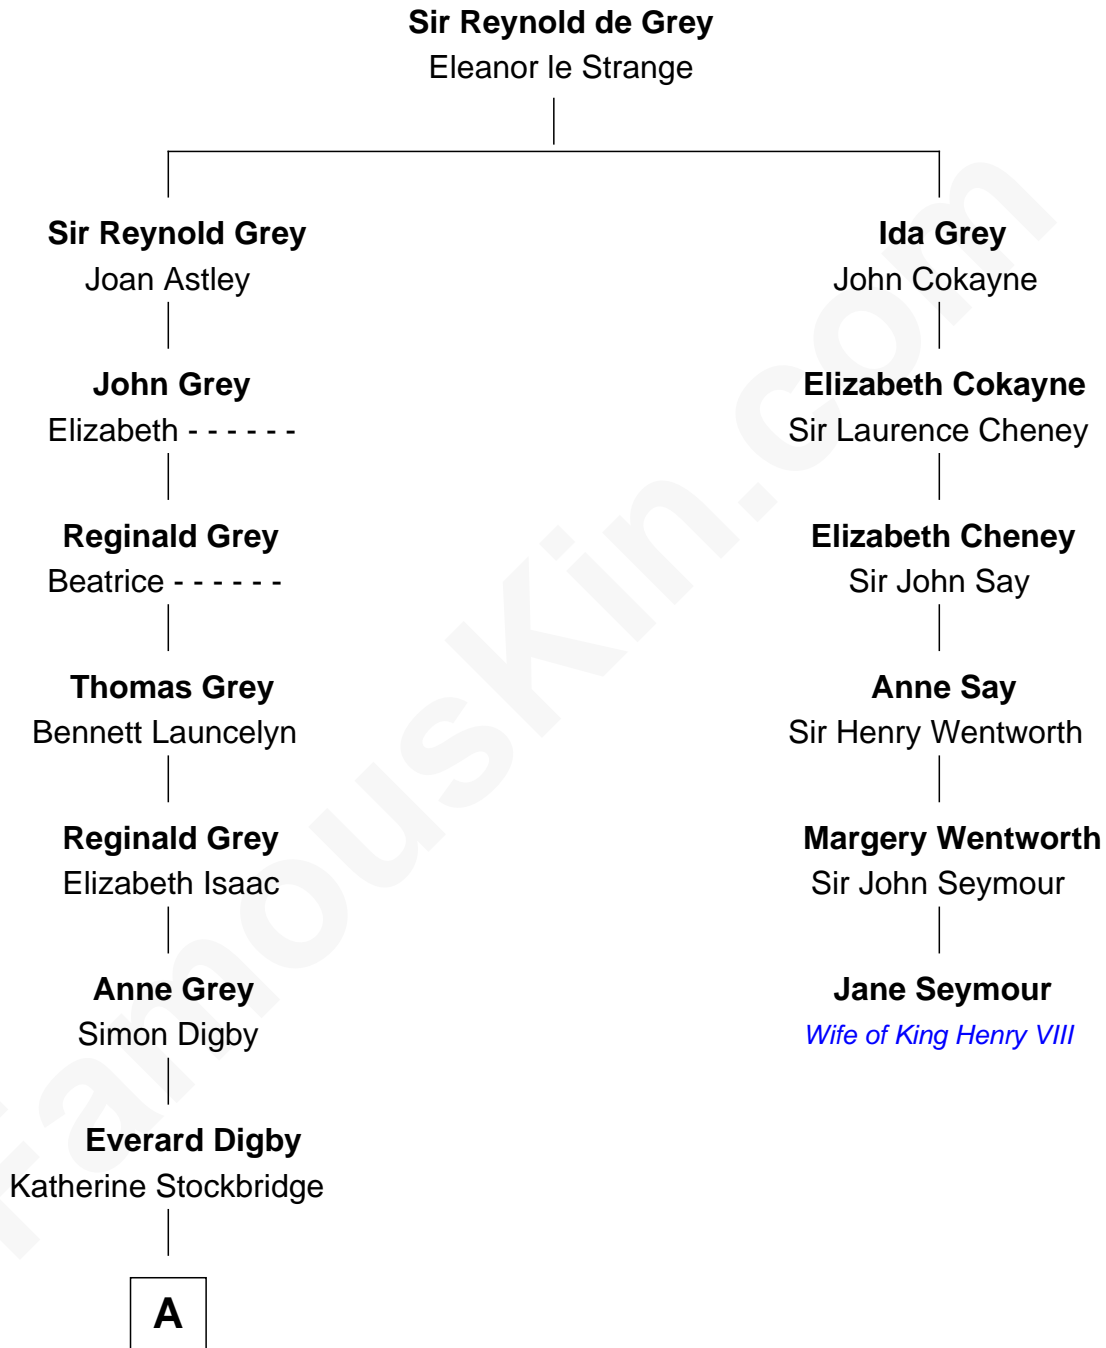 Sir Reynold de Grey
Eleanor le Strange
Sir Reynold Grey
Joan Astley
Ida Grey
John Cokayne
John Grey
Elizabeth - - - - - -
Elizabeth Cokayne
Sir Laurence Cheney
Reginald Grey
Beatrice - - - - - -
Elizabeth Cheney
Sir John Say
Thomas Grey
Bennett Launcelyn
Anne Say
Sir Henry Wentworth
Reginald Grey
Elizabeth Isaac
Margery Wentworth
Sir John Seymour
Anne Grey
Simon Digby
Jane Seymour
Wife of King Henry VIII
Everard Digby
Katherine Stockbridge
A
FamousKin.com